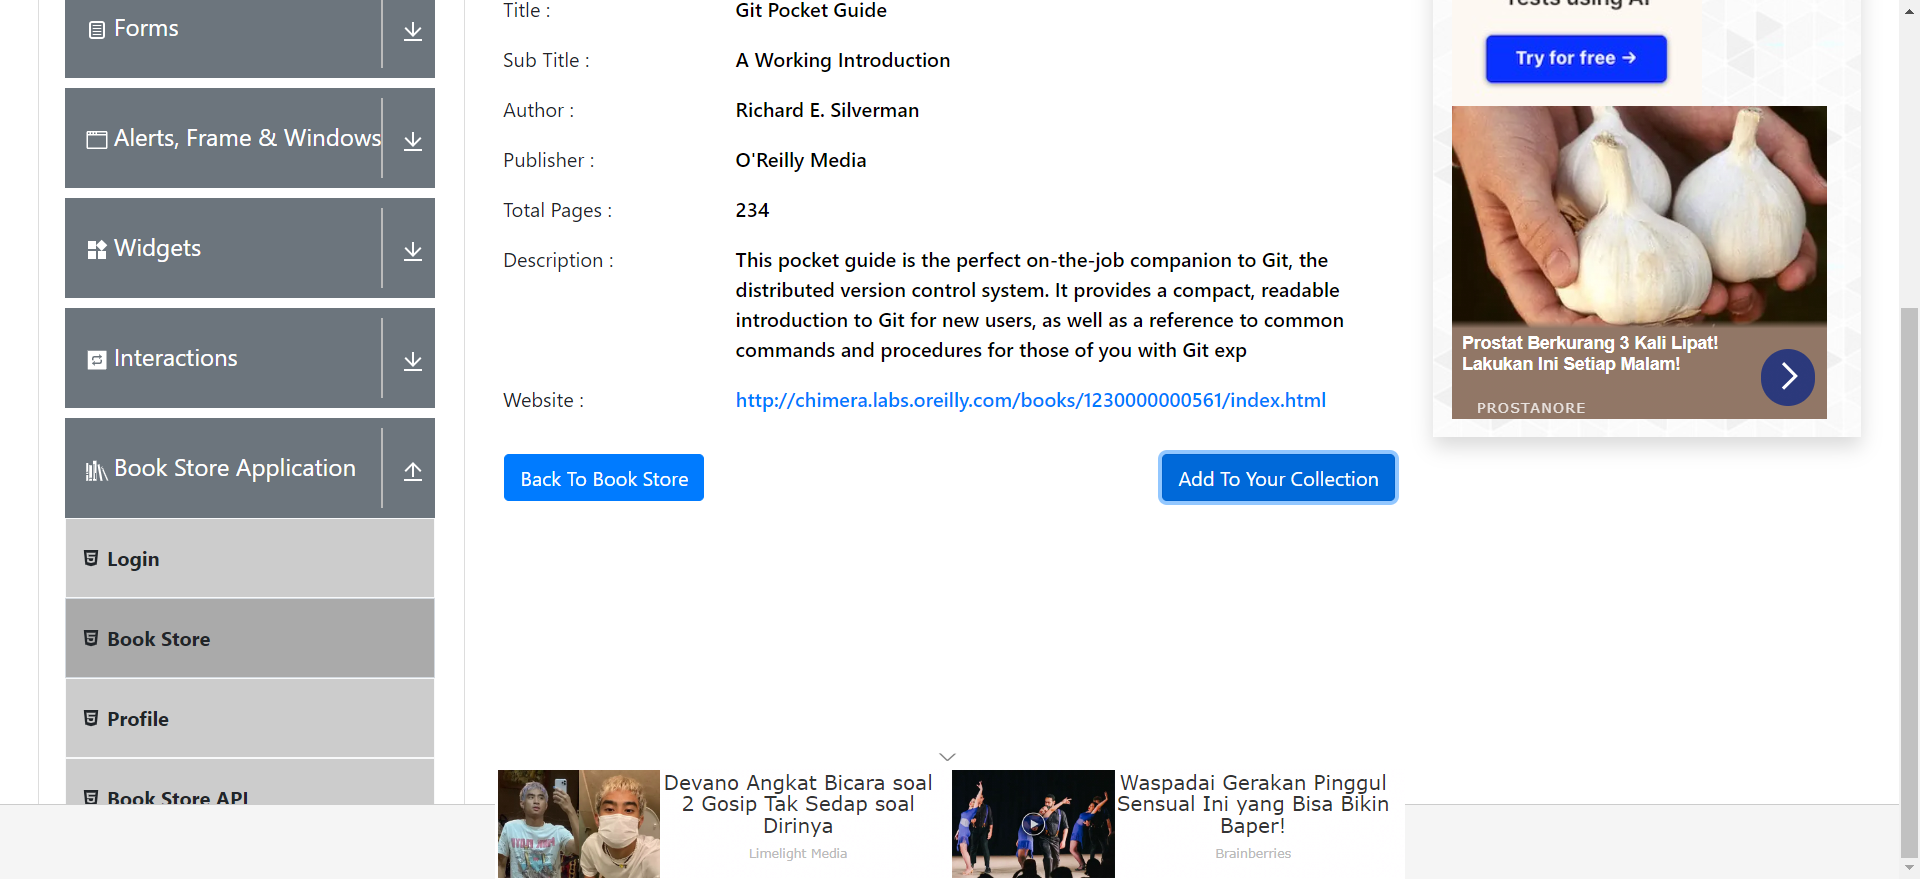 Forms
Alerts, Frame & Windows
Widgets
Interactions
Book Store Application
Login
Book Store
Profile
Book Store API
Title :
Git Pocket Guide
Sub Title :
A Working Introduction
Author :
Richard E. Silverman
Publisher :
O'Reilly Media
Total Pages :
234
Description :
This pocket guide is the perfect on-the-job companion to Git, the
distributed version control system. It provides a compact, readable
introduction to Git for new users, as well as a reference to common
commands and procedures for those of you with Git exp
Website :
http://chimera.labs.oreilly.com/books/1230000000561/index.html
Back To Book Store
Add To Your Collection
Tests using AI
Try for free →
Prostat Berkurang 3 Kali Lipat!
Lakukan Ini Setiap Malam!
PROSTANORE
Devano Angkat Bicara soal
2 Gosip Tak Sedap soal
Dirinya
Limelight Media
Waspadai Gerakan Pinggul
Sensual Ini yang Bisa Bikin
Baper!
Brainberries